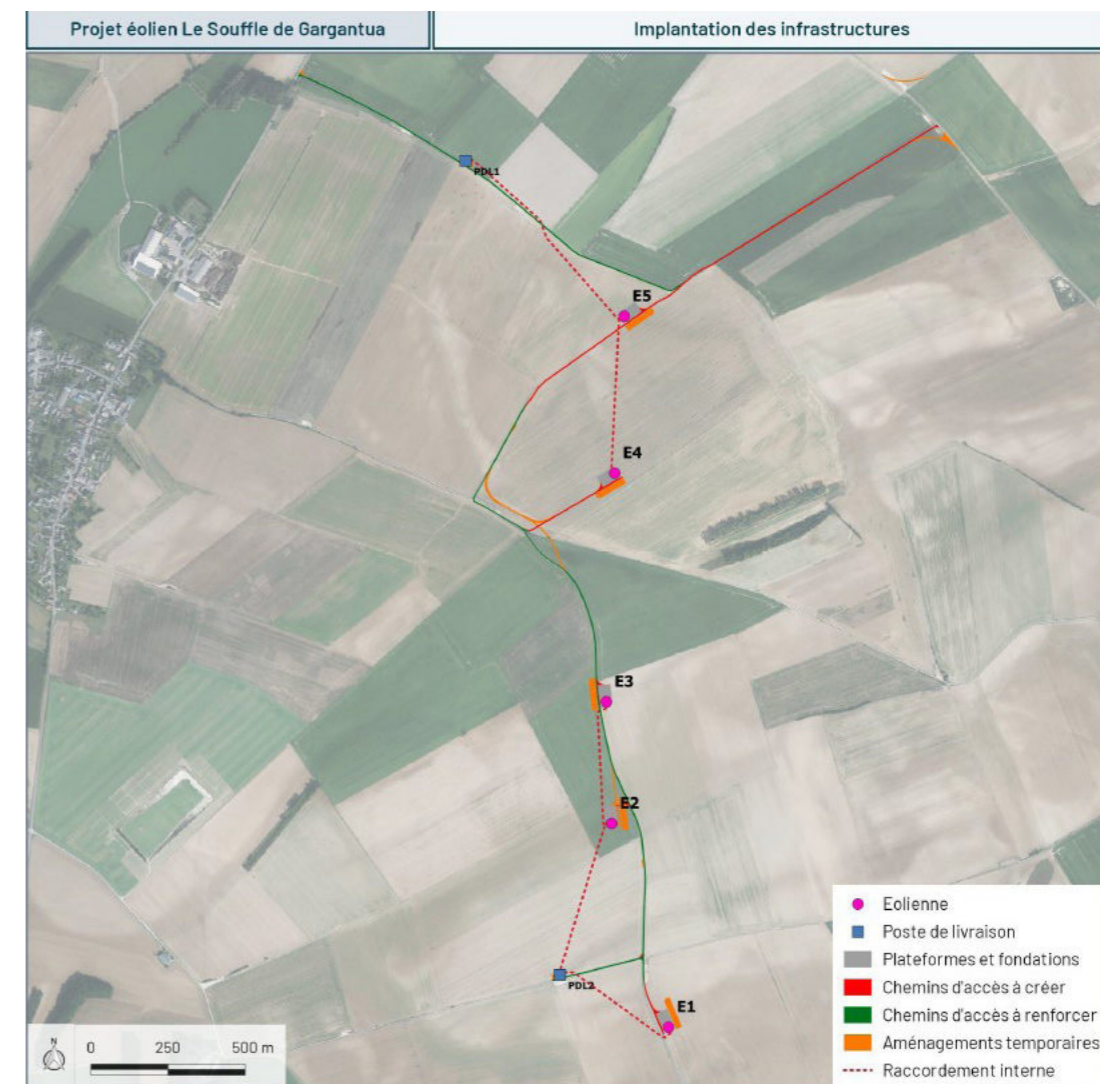 Projet éolien Le Souffle de Gargantua
Implantation des infrastructures
PDL1
E5
E4
E3
E2
PDL2
E1
Eolienne
Poste de livraison
Plateformes et fondations
Chemins d'accès à créer
Chemins d'accès à renforcer
Aménagements temporaires
Raccordement interne
N
0 250 500 m